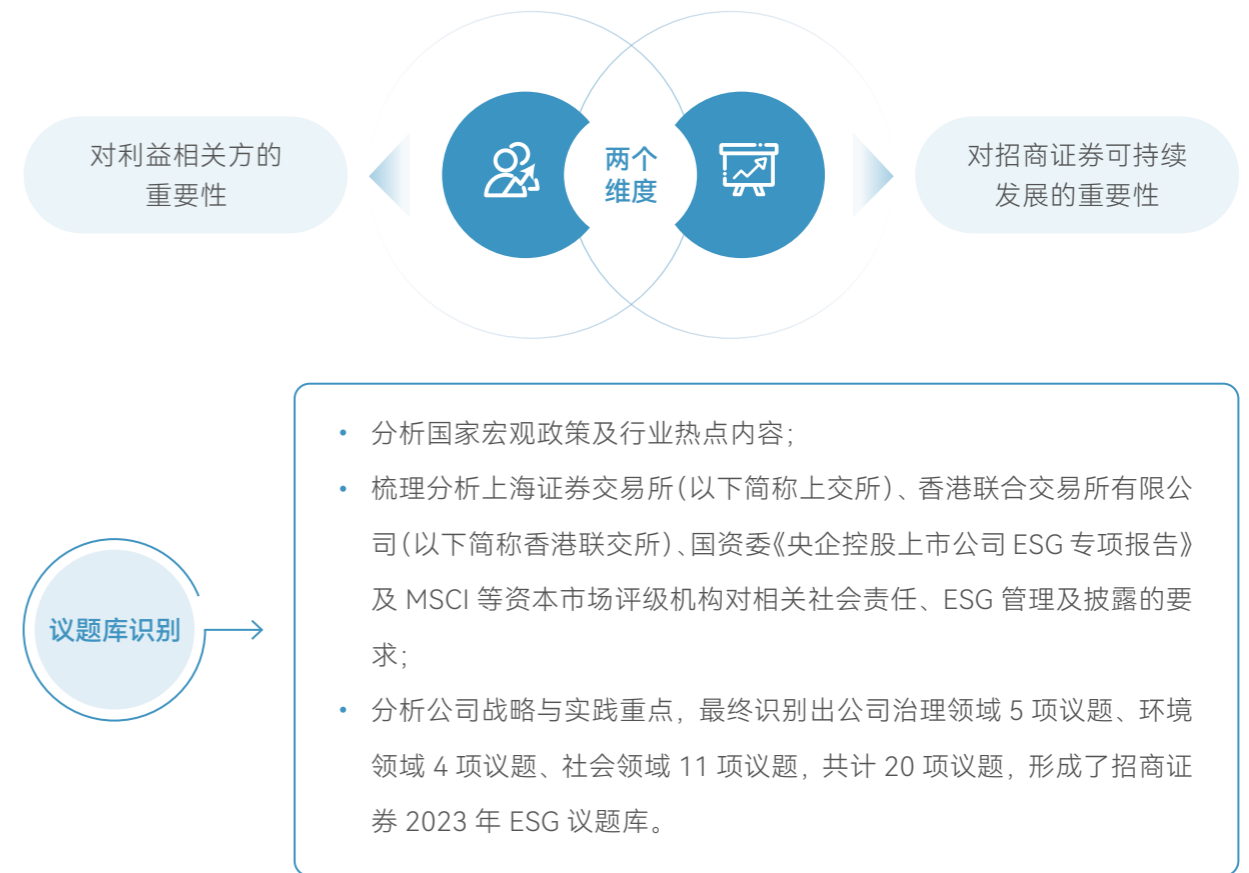 对利益相关方的
重要性
两个
维度
对招商证券可持续
发展的重要性
议题库识别
• 分析国家宏观政策及行业热点内容；
• 梳理分析上海证券交易所（以下简称上交所）、香港联合交易所有限公
司（以下简称香港联交所）、国资委《央企控股上市公司 ESG 专项报告》
及 MSCI 等资本市场评级机构对相关社会责任、ESG 管理及披露的要
求；
• 分析公司战略与实践重点，最终识别出公司治理领域 5 项议题、环境
领域 4 项议题、社会领域 11 项议题，共计 20 项议题，形成了招商证
券 2023 年 ESG 议题库。